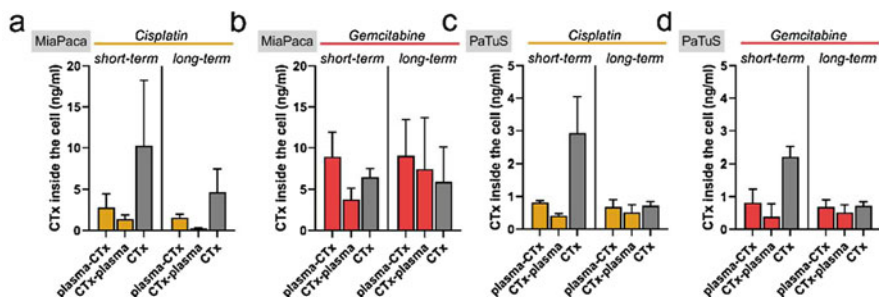 a
MiaPaca
Cisplatin
short-term
long-term
CTx inside the cell (ng/ml)
20
15
10
5
0
plasma-CTx
CTx-plasma
CTx
plasma-CTx
CTx-plasma
CTx
b
MiaPaca
Gemcitabine
short-term
long-term
CTx inside the cell (ng/ml)
20
15
10
5
0
plasma-CTx
CTx-plasma
CTx
plasma-CTx
CTx-plasma
CTx
c
PaTuS
Cisplatin
short-term
long-term
CTx inside the cell (ng/ml)
5
4
3
2
1
0
plasma-CTx
CTx-plasma
CTx
plasma-CTx
CTx-plasma
CTx
d
PaTuS
Gemcitabine
short-term
long-term
CTx inside the cell (ng/ml)
5
4
3
2
1
0
plasma-CTx
CTx-plasma
CTx
plasma-CTx
CTx-plasma
CTx